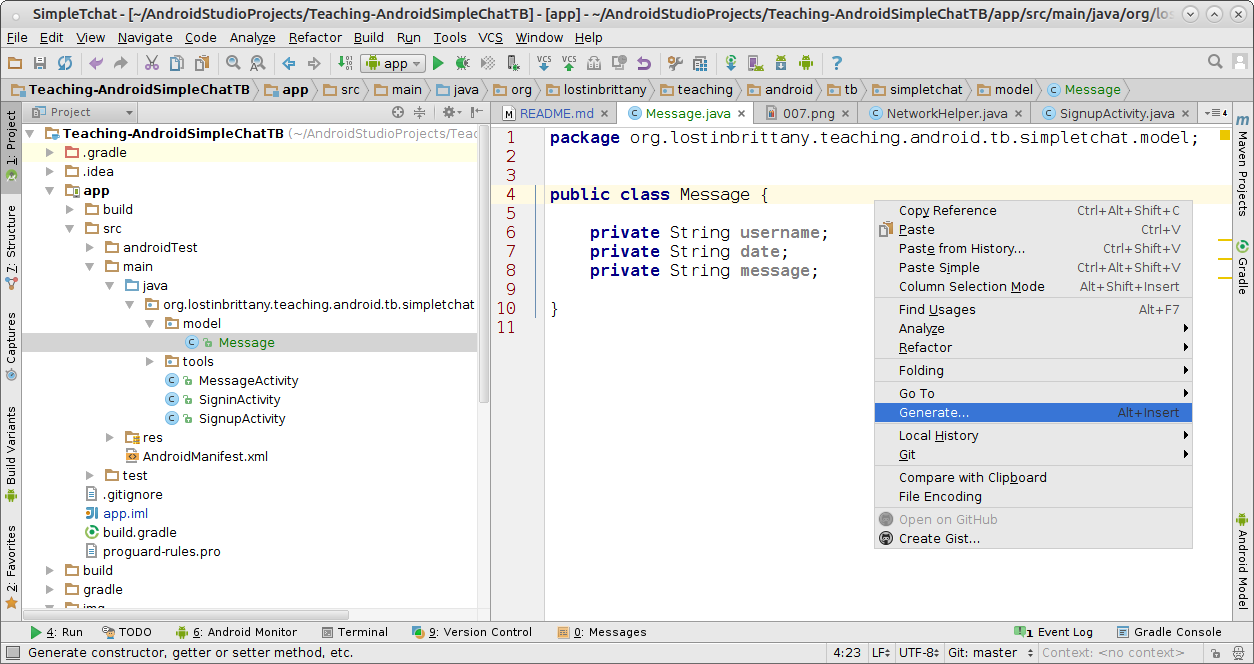 SimpleTchat - [~/AndroidStudioProjects/Teaching-AndroidSimpleChatTB] - [app] - ~/AndroidStudioProjects/Teaching-AndroidSimpleChatTB/app/src/main/java/org/
File Edit View Navigate Code Analyze Refactor Build Run Tools VCS Window Help
app
VCS VCS ?
Teaching-AndroidSimpleChatTB app src main java org lostinbrittany teaching android tb simpletchat model Message
Project
README.md Message.java 007.png NetworkHelper.java SignupActivity.java 4
1: Project
7: Structure
Captures
Build Variants
2: Favorites
Teaching-AndroidSimpleChatTB (~/AndroidStudioProjects/Teac
.gradle
.idea
app
build
src
androidTest
main
java
org.lostinbrittany.teaching.android.tb.simpletchat
model
Message
tools
MessageActivity
SigninActivity
SignupActivity
res
AndroidManifest.xml
test
.gitignore
app.iml
build.gradle
proguard-rules.pro
build
gradle
img
1 package org.lostinbrittany.teaching.android.tb.simpletchat.model;
2
3
4 public class Message {
5
6 private String username;
7 private String date;
8 private String message;
9
10 }
11
Copy Reference Ctrl+Alt+Shift+C
Paste Ctrl+V
Paste from History... Ctrl+Shift+V
Paste Simple Ctrl+Alt+Shift+V
Column Selection Mode Alt+Shift+Insert
Find Usages Alt+F7
Analyze
Refactor
Folding
Go To
Generate... Alt+Insert
Local History
Git
Compare with Clipboard
File Encoding
Open on GitHub
Create Gist...
m Maven Projects
Gradle
Android Model
4: Run TODO 6: Android Monitor Terminal 9: Version Control 0: Messages 1 Event Log Gradle Console
Generate constructor, getter or setter method, etc. 4:23 LF UTF-8 Git: master Context: <no context>